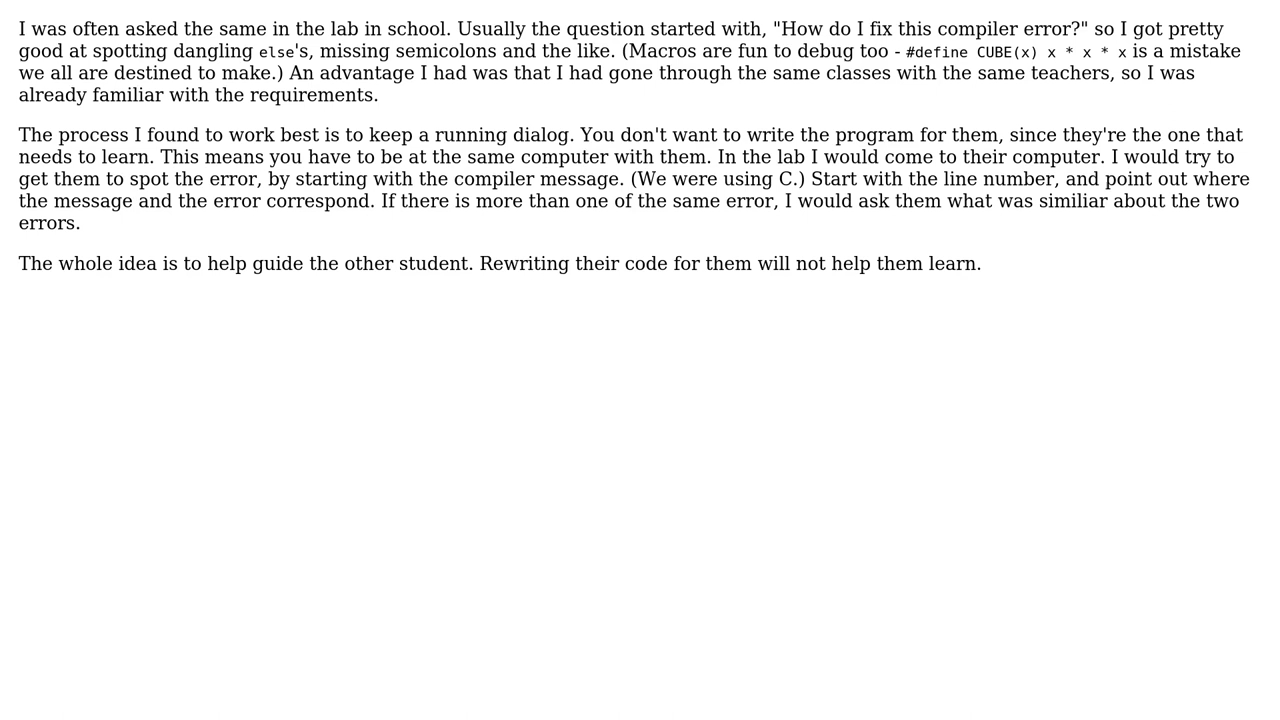 I was often asked the same in the lab in school. Usually the question started with, "How do I fix this compiler error?" so I got pretty
good at spotting dangling else's, missing semicolons and the like. (Macros are fun to debug too - #define CUBE(x) x * x * x is a mistake
we all are destined to make.) An advantage I had was that I had gone through the same classes with the same teachers, so I was
already familiar with the requirements.
The process I found to work best is to keep a running dialog. You don't want to write the program for them, since they're the one that
needs to learn. This means you have to be at the same computer with them. In the lab I would come to their computer. I would try to
get them to spot the error, by starting with the compiler message. (We were using C.) Start with the line number, and point out where
the message and the error correspond. If there is more than one of the same error, I would ask them what was similiar about the two
errors.
The whole idea is to help guide the other student. Rewriting their code for them will not help them learn.